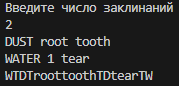 Введите число заклинаний
2
DUST root tooth
WATER 1 tear
WTDTroottoothTDtearTW